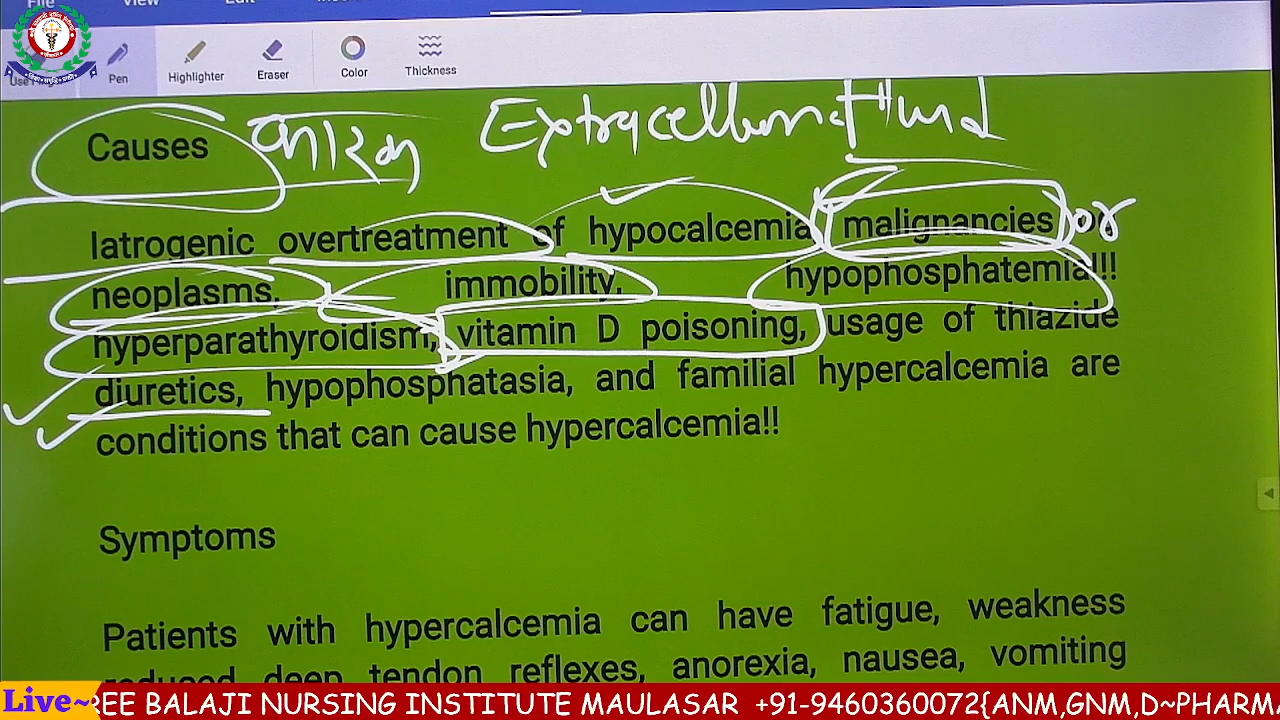 File View Edit
Pen Highlighter Eraser Color Thickness
Causes कारण Extracellular Fluid
Iatrogenic overtreatment of hypocalcemia malignancies or
neoplasms, immobility, hypophosphatemia!!
hyperparathyroidism, vitamin D poisoning, usage of thiazide
diuretics, hypophosphatasia, and familial hypercalcemia are
conditions that can cause hypercalcemia!!
Symptoms
Patients with hypercalcemia can have fatigue, weakness
reduced deep tendon reflexes, anorexia, nausea, vomiting
Live~ REE BALAJI NURSING INSTITUTE MAULASAR +91-9460360072{ANM,GNM,D~PHARMA